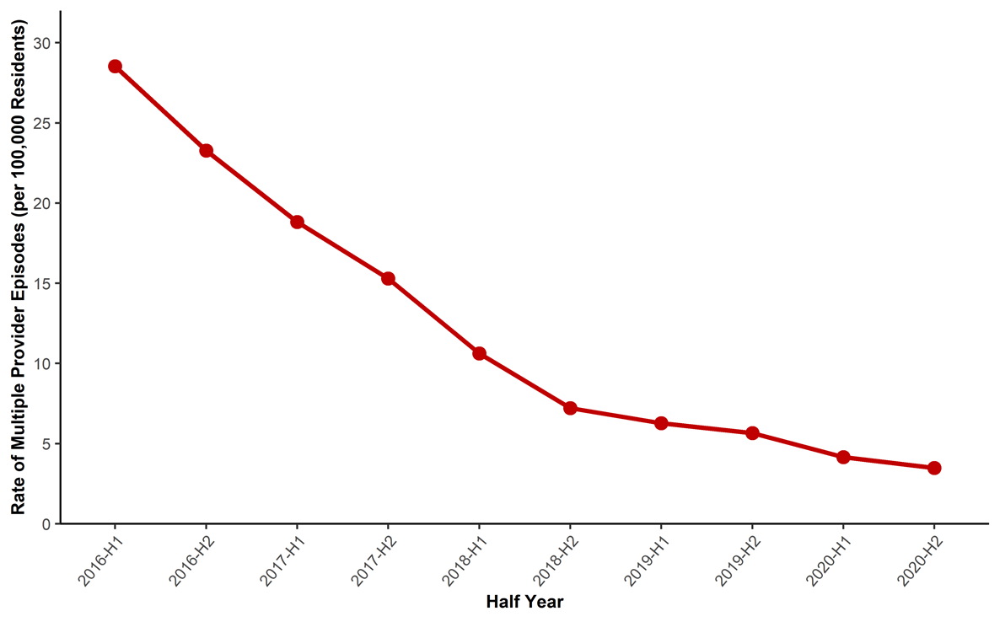 Rate of Multiple Provider Episodes (per 100,000 Residents)
30
25
20
15
10
5
0
2016-H1
2016-H2
2017-H1
2017-H2
2018-H1
2018-H2
2019-H1
2019-H2
2020-H1
2020-H2
Half Year